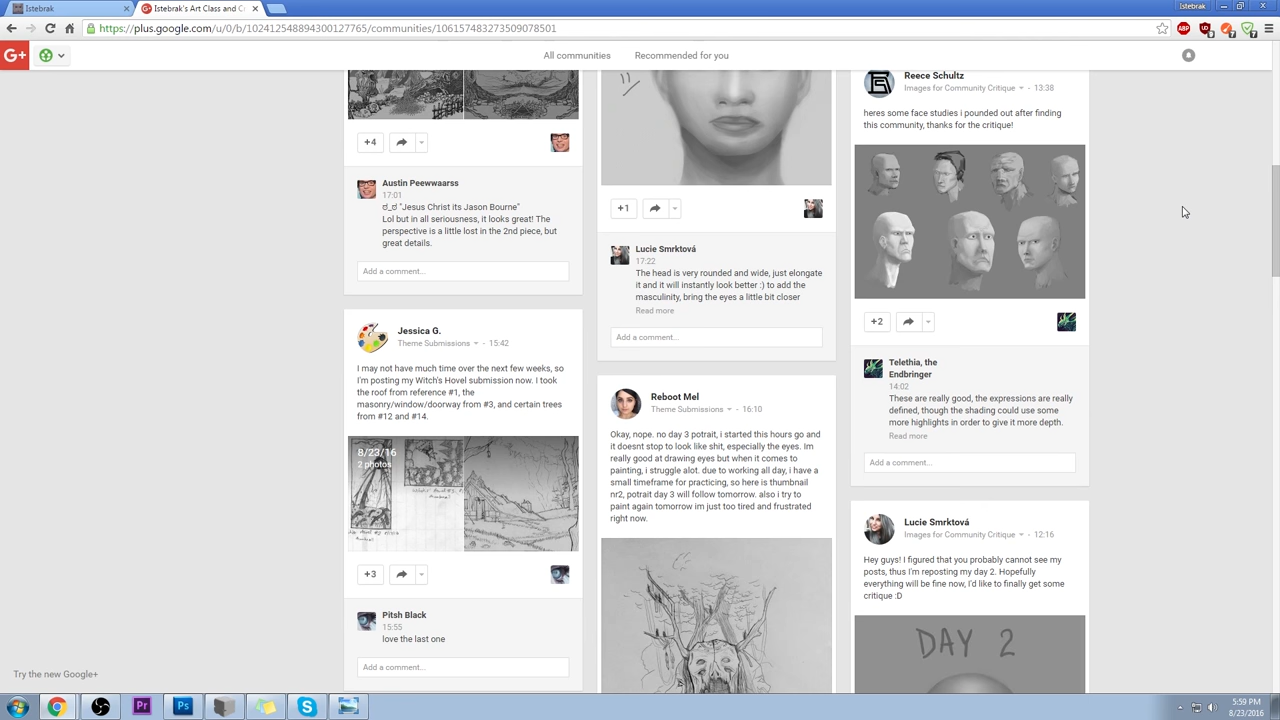 Istebrak
Istebrak's Art Class and C
Istebrak
https://plus.google.com/u/0/b/102412548894300127765/communities/106157483273509078501
G+
All communities
Recommended for you
+4
Austin Peewwaarss
17:01
ಠ_ಠ "Jesus Christ its Jason Bourne"
Lol but in all seriousness, it looks great! The
perspective is a little lost in the 2nd piece, but
great details.
Add a comment...
Jessica G.
Theme Submissions - 15:42
I may not have much time over the next few weeks, so
I'm posting my Witch's Hovel submission now. I took
the roof from reference #1, the
masonry/window/doorway from #3, and certain trees
from #12 and #14.
8/23/16
2 photos
+3
Pitsh Black
15:55
love the last one
Add a comment...
+1
Lucie Smrktová
17:22
The head is very rounded and wide, just elongate
it and it will instantly look better :) to add the
masculinity, bring the eyes a little bit closer
Read more
Add a comment...
Reboot Mel
Theme Submissions - 16:10
Okay, nope. no day 3 potrait, i started this hours go and
it doesnt stop to look like shit, especially the eyes. Im
really good at drawing eyes but when it comes to
painting, i struggle alot. due to working all day, i have a
small timeframe for practicing, so here is thumbnail
nr2, potrait day 3 will follow tomorrow. also i try to
paint again tomorrow im just too tired and frustrated
right now.
Reece Schultz
Images for Community Critique - 13:38
heres some face studies i pounded out after finding
this community, thanks for the critique!
+2
Telethia, the
Endbringer
14:02
These are really good, the expressions are really
defined, though the shading could use some
more highlights in order to give it more depth.
Read more
Add a comment...
Lucie Smrktová
Images for Community Critique - 12:16
Hey guys! I figured that you probably cannot see my
posts, thus I'm reposting my day 2. Hopefully
everything will be fine now, I'd like to finally get some
critique :D
DAY 2
Try the new Google+
Pr
Ps
S
5:59 PM
8/23/2016